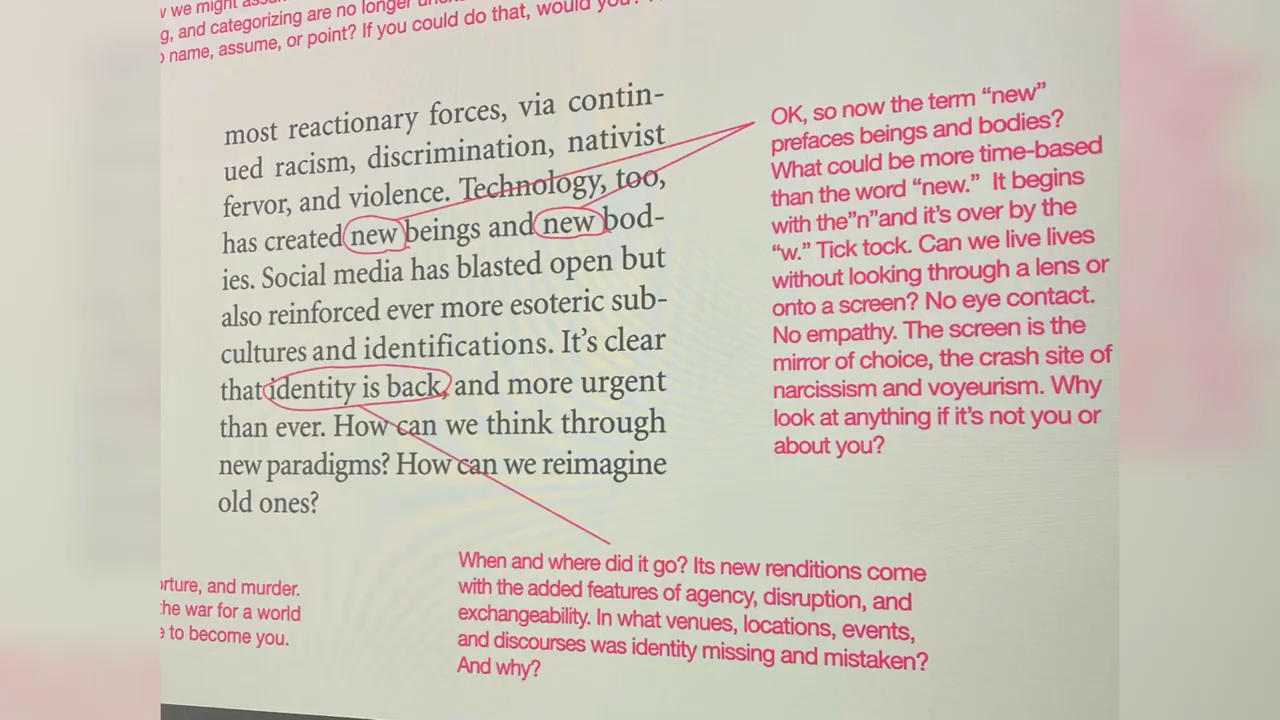 we might
g, and categorizing are no longer
name, assume, or point? If you could do that, would you?
most reactionary forces, via contin-
ued racism, discrimination, nativist
fervor, and violence. Technology, too,
has created new beings and new bod-
ies. Social media has blasted open but
also reinforced ever more esoteric sub-
cultures and identifications. It's clear
that identity is back, and more urgent
than ever. How can we think through
new paradigms? How can we reimagine
old ones?
OK, so now the term “new”
prefaces beings and bodies?
What could be more time-based
than the word “new.” It begins
with the”n”and it's over by the
“w.” Tick tock. Can we live lives
without looking through a lens or
onto a screen? No eye contact.
No empathy. The screen is the
mirror of choice, the crash site of
narcissism and voyeurism. Why
look at anything if it's not you or
about you?
orture, and murder.
the war for a world
to become you.
When and where did it go? Its new renditions come
with the added features of agency, disruption, and
exchangeability. In what venues, locations, events,
and discourses was identity missing and mistaken?
And why?